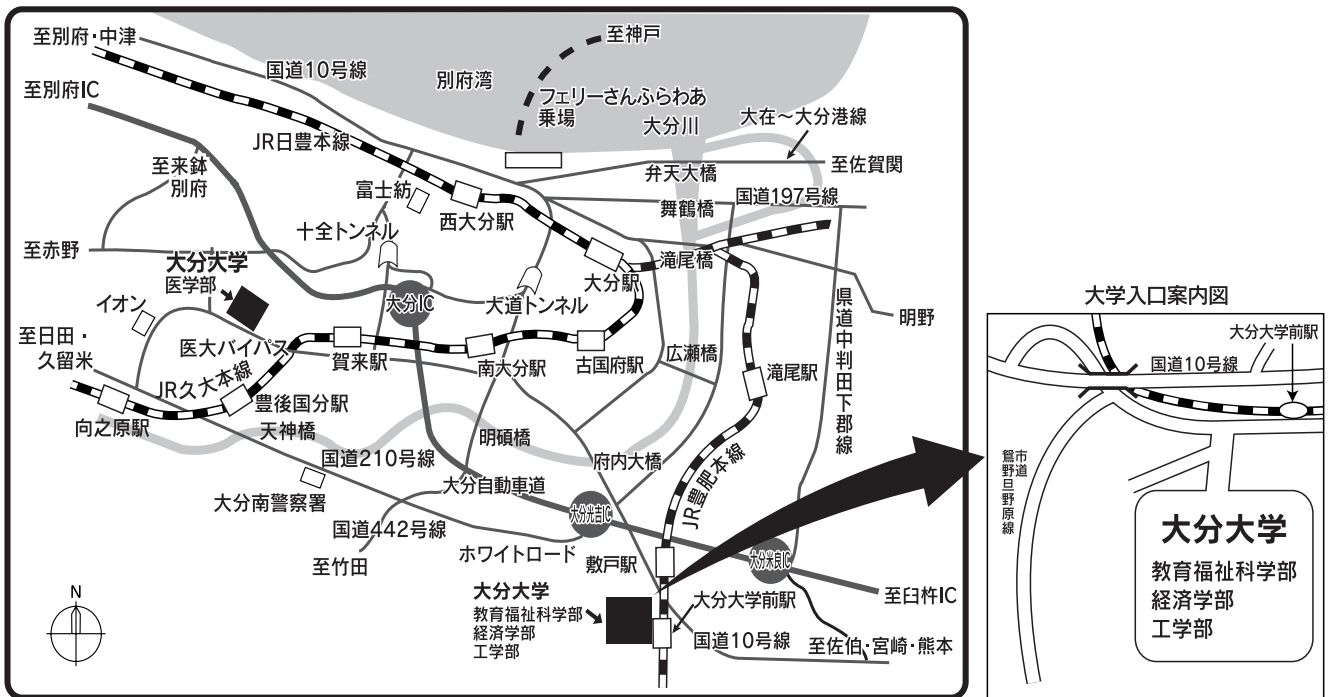 至別府・中津
至神戸
国道10号線
別府湾
至別府IC
フェリーさんふらわあ
乗場
大分川
大在～大分港線
JR日豊本線
至来鉢
別府
富士紡
弁天大橋
至佐賀関
国道197号線
西大分駅
舞鶴橋
十全トンネル
至赤野
大分大学
医学部
大分駅
滝尾橋
イオン
大分IC
大道トンネル
県道中判田下郡線
明野
至日田・
久留米
医大バイパス
賀来駅
南大分駅
古国府駅
広瀬橋
滝尾駅
JR久大本線
豊後国分駅
向之原駅
天神橋
明磧橋
国道210号線
府内大橋
JR豊肥本線
大分南警察署
大分自動車道
大分光吉IC
国道442号線
ホワイトロード
敷戸駅
大分米良IC
至竹田
大分大学
教育福祉科学部
経済学部
工学部
大分大学前駅
至臼杵IC
国道10号線
至佐伯・宮崎・熊本
N
大学入口案内図
大分大学前駅
国道10号線
市道
鴛野旦野原線
大分大学
教育福祉科学部
経済学部
工学部